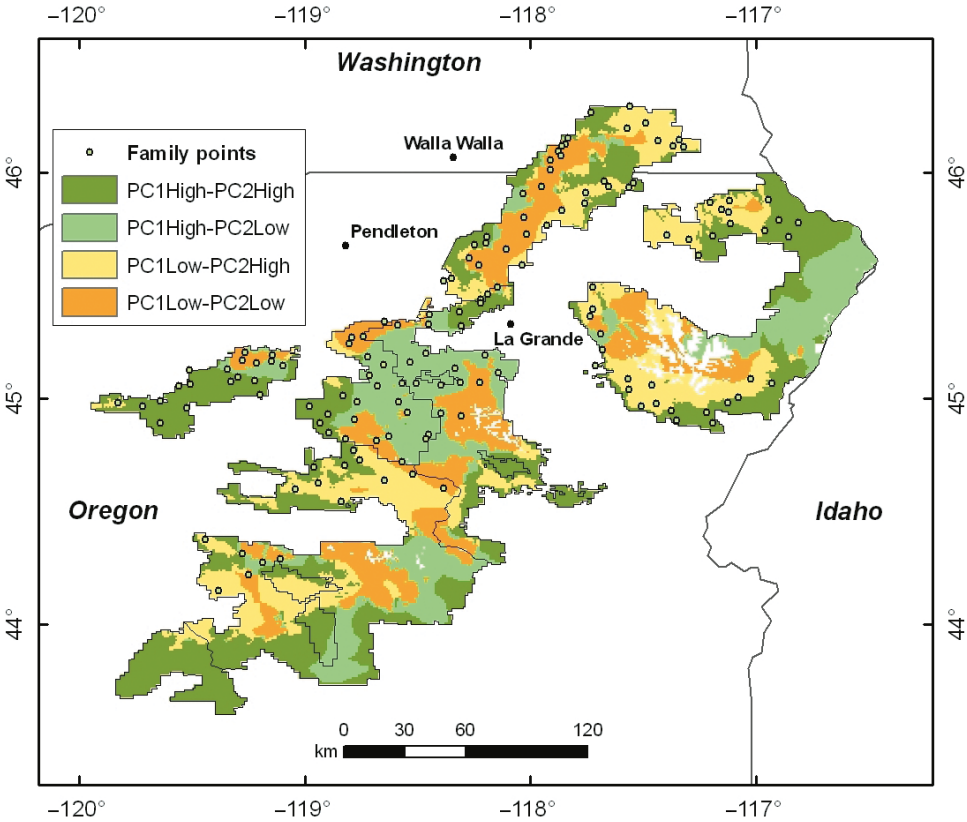 −120° −119° −118° −117°
Washington
Walla Walla
46° 46°
Family points
PC1High-PC2High
PC1High-PC2Low
PC1Low-PC2High
PC1Low-PC2Low
Pendleton
La Grande
45° 45°
Oregon
Idaho
44° 44°
0 30 60 120
km
−120° −119° −118° −117°